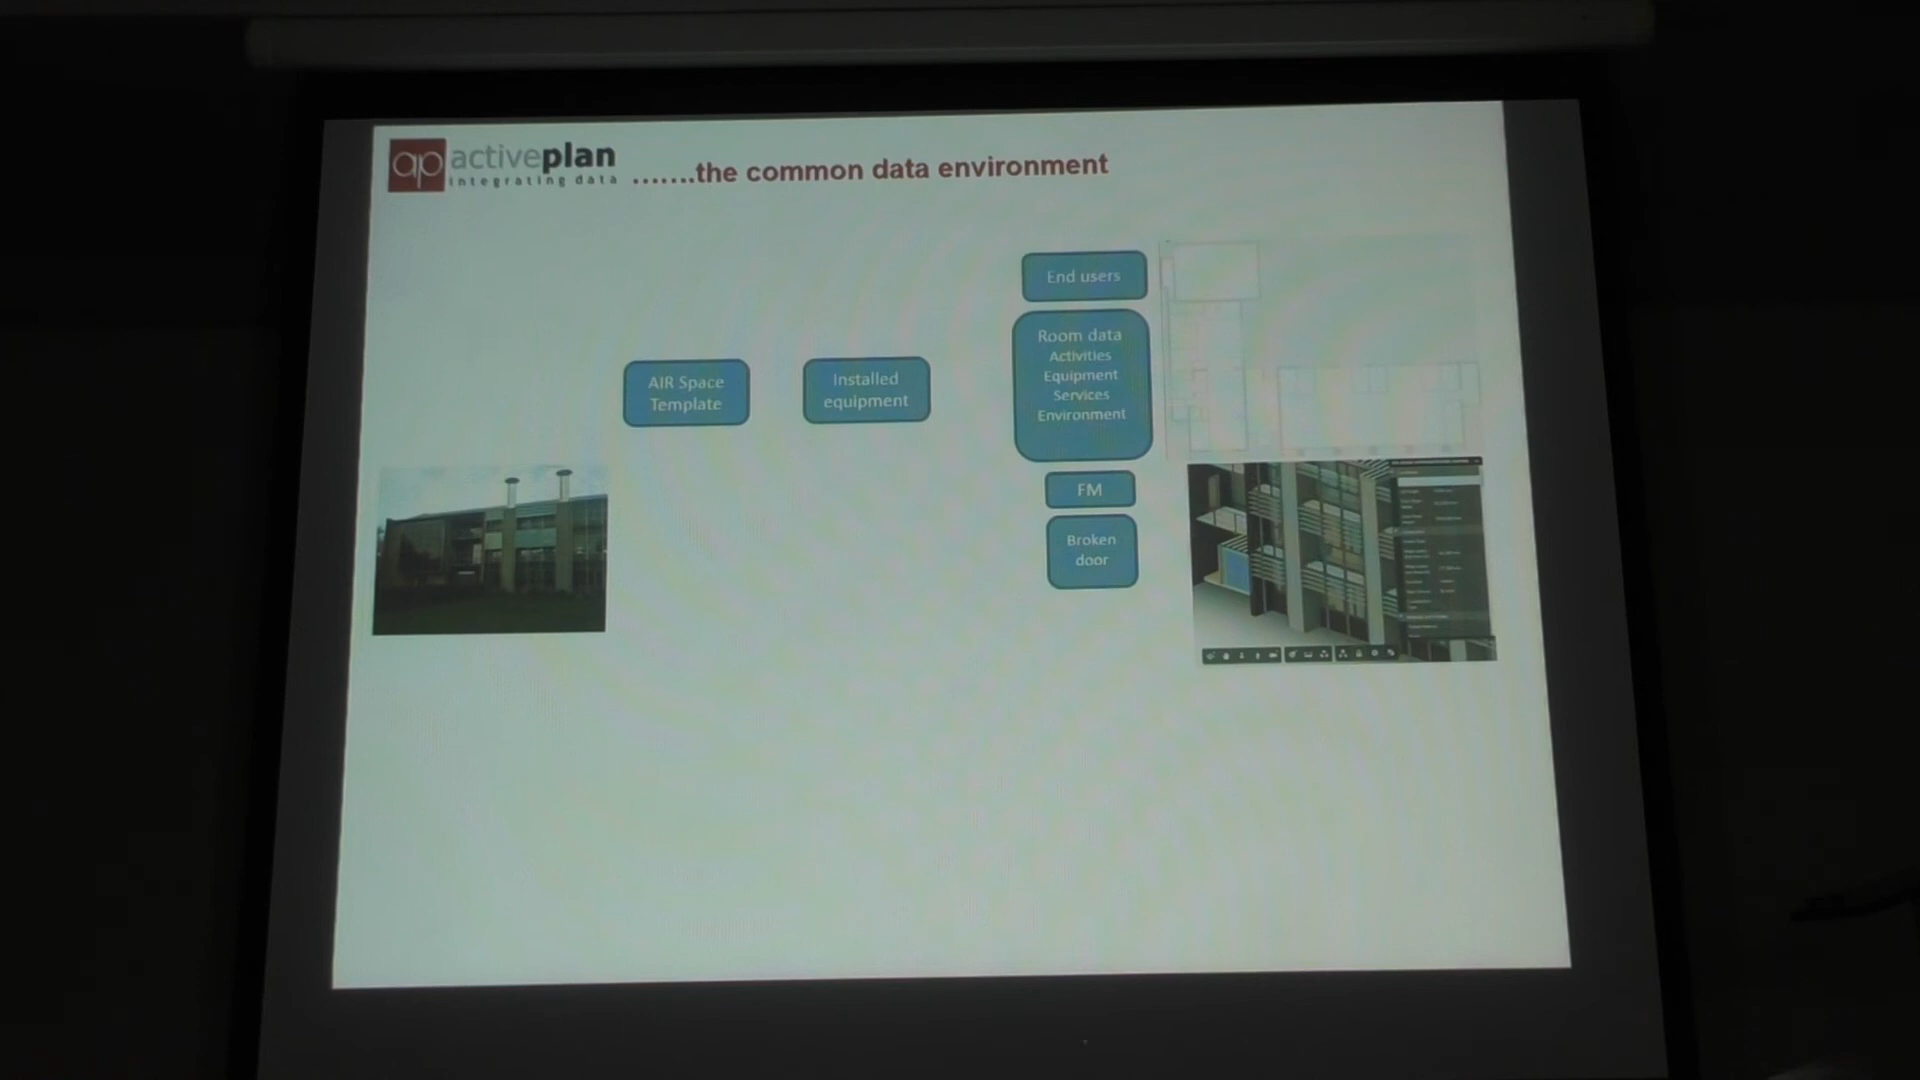 ap activeplan
integrating data
.......the common data environment
End users
Room data
Activities
Equipment
Services
Environment
AIR Space
Template
Installed
equipment
FM
Broken
door